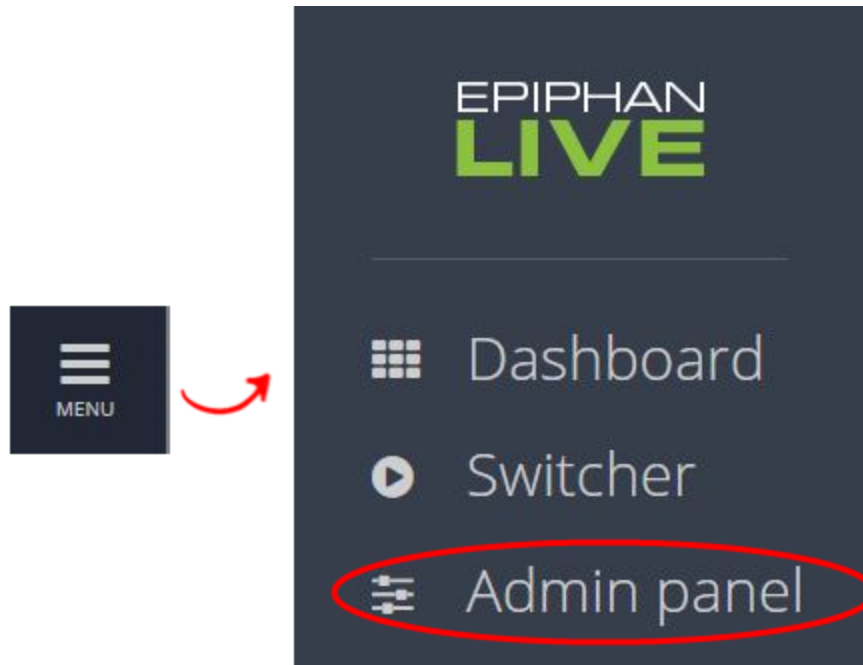 MENU
EPIPHAN
LIVE
Dashboard
Switcher
Admin panel